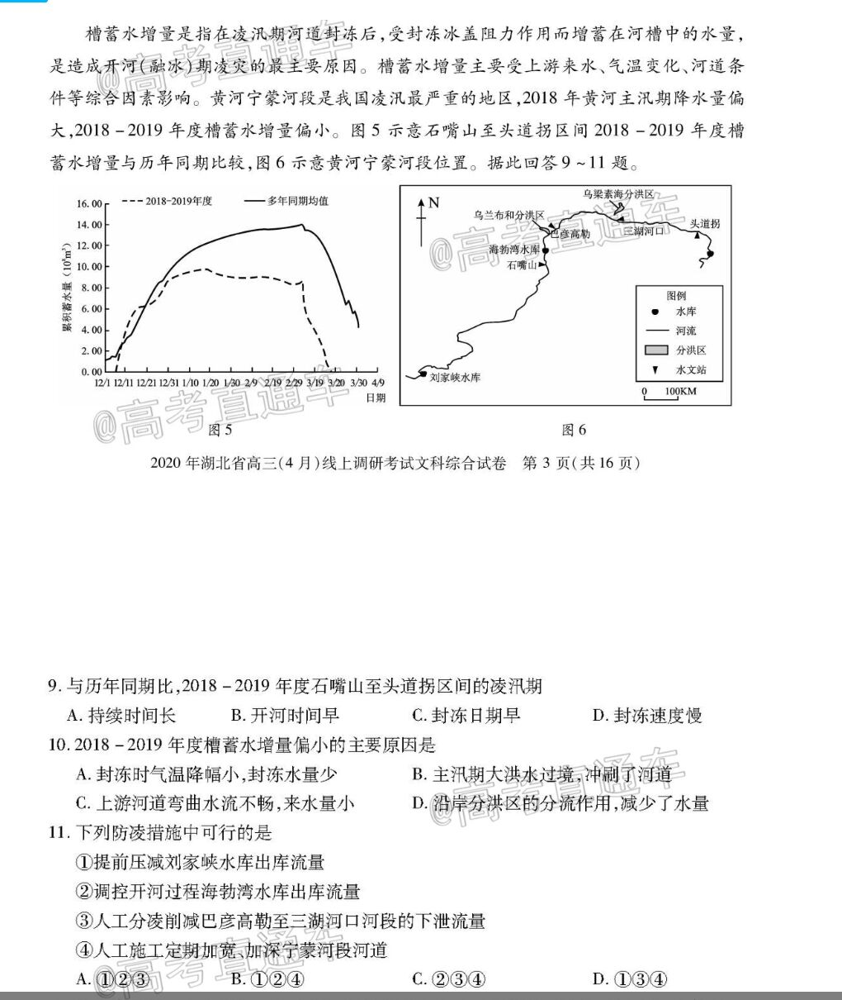 槽蓄水增量是指在凌汛期河道封冻后,受封冻冰盖阻力作用而增蓄在河槽中的水量,
是造成开河(融冰)期凌灾的最主要原因。槽蓄水增量主要受上游来水、气温变化、河道条
件等综合因素影响。黄河宁蒙河段是我国凌汛最严重的地区,2018 年黄河主汛期降水量偏
大,2018-2019 年度槽蓄水增量偏小。图 5 示意石嘴山至头道拐区间 2018-2019 年度槽
蓄水增量与历年同期比较,图 6 示意黄河宁蒙河段位置。据此回答 9~11 题。
累积蓄水量(10⁸m³)
16.00
14.00
12.00
10.00
8.00
6.00
4.00
2.00
0.00
2018-2019年度
多年同期均值
12/1 12/11 12/21 12/31 1/10 1/20 1/30 2/9 2/19 2/29 3/19 3/20 3/30 4/9
日期
图 5
N
乌梁素海分洪区
乌兰布和分洪区
巴彦高勒
三湖河口
头道拐
海勃湾水库
石嘴山
刘家峡水库
图例
水库
河流
分洪区
水文站
0 100KM
图 6
2020 年湖北省高三(4 月)线上调研考试文科综合试卷 第 3 页(共 16 页)
9. 与历年同期比,2018-2019 年度石嘴山至头道拐区间的凌汛期
A. 持续时间长 B. 开河时间早 C. 封冻日期早 D. 封冻速度慢
10. 2018-2019 年度槽蓄水增量偏小的主要原因是
A. 封冻时气温降幅小,封冻水量少 B. 主汛期大洪水过境,冲刷了河道
C. 上游河道弯曲水流不畅,来水量小 D. 沿岸分洪区的分流作用,减少了水量
11. 下列防凌措施中可行的是
①提前压减刘家峡水库出库流量
②调控开河过程海勃湾水库出库流量
③人工分凌削减巴彦高勒至三湖河口河段的下泄流量
④人工施工定期加宽、加深宁蒙河段河道
A. ①②③ B. ①②④ C. ②③④ D. ①③④
@高考直通车
@高考直通车
@高考直通车
@高考直通车
@高考直通车